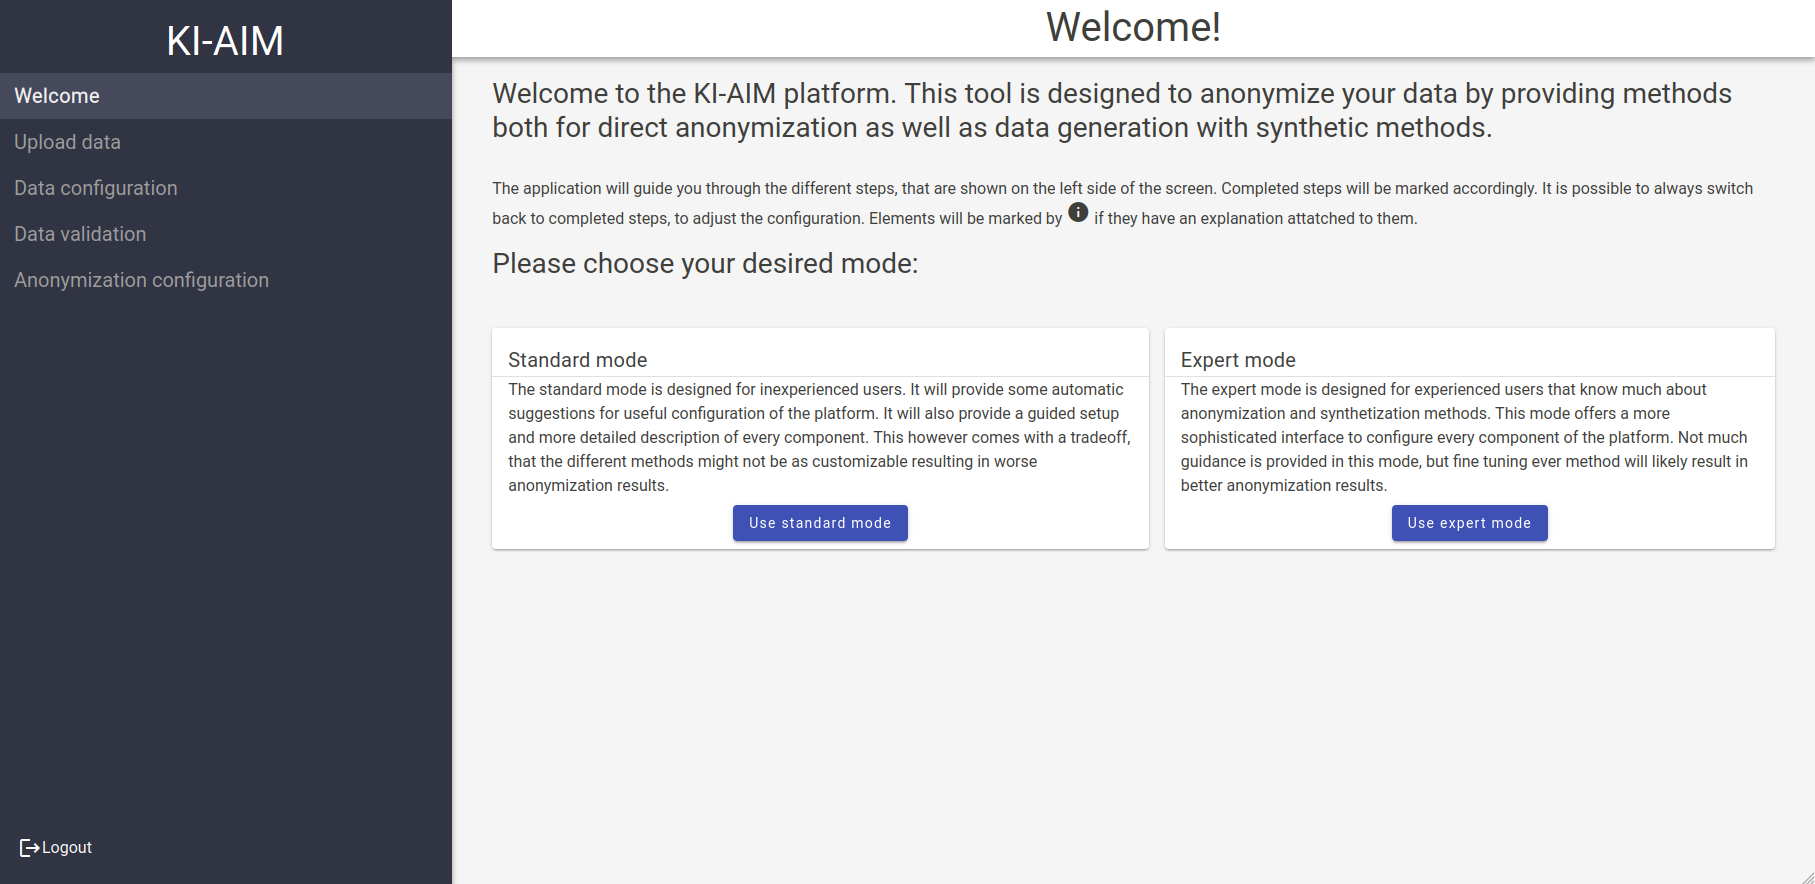 KI-AIM
Welcome
Upload data
Data configuration
Data validation
Anonymization configuration
Logout
Welcome!
Welcome to the KI-AIM platform. This tool is designed to anonymize your data by providing methods
both for direct anonymization as well as data generation with synthetic methods.
The application will guide you through the different steps, that are shown on the left side of the screen. Completed steps will be marked accordingly. It is possible to always switch
back to completed steps, to adjust the configuration. Elements will be marked by i if they have an explanation attatched to them.
Please choose your desired mode:
Standard mode
The standard mode is designed for inexperienced users. It will provide some automatic
suggestions for useful configuration of the platform. It will also provide a guided setup
and more detailed description of every component. This however comes with a tradeoff,
that the different methods might not be as customizable resulting in worse
anonymization results.
Use standard mode
Expert mode
The expert mode is designed for experienced users that know much about
anonymization and synthetization methods. This mode offers a more
sophisticated interface to configure every component of the platform. Not much
guidance is provided in this mode, but fine tuning ever method will likely result in
better anonymization results.
Use expert mode